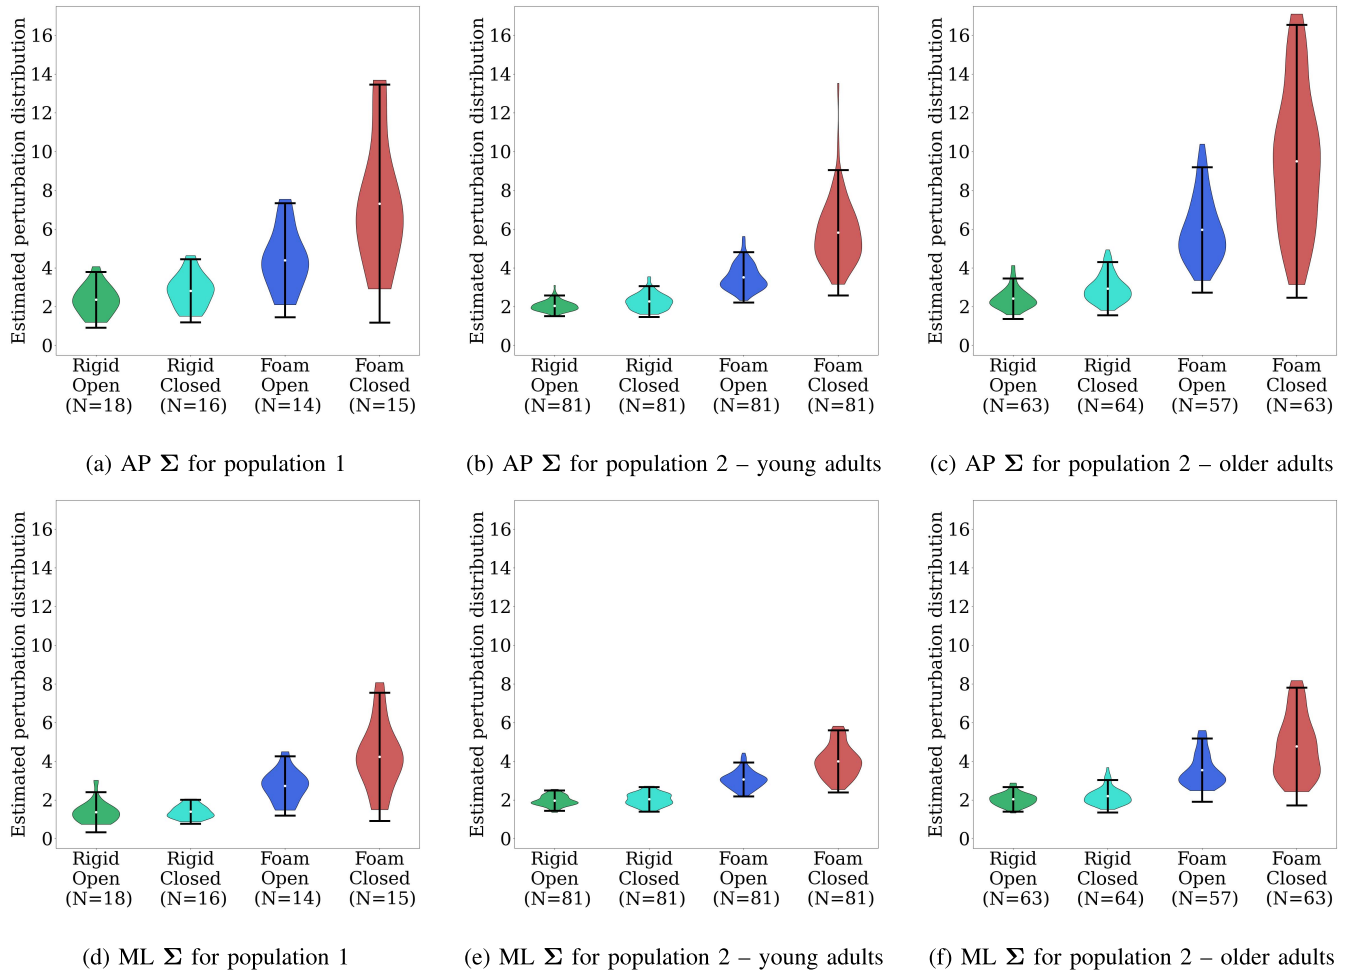 Estimated perturbation distribution
16
14
12
10
8
6
4
2
0
Rigid Open (N=18)
Rigid Closed (N=16)
Foam Open (N=14)
Foam Closed (N=15)
(a) AP Σ for population 1
Estimated perturbation distribution
16
14
12
10
8
6
4
2
0
Rigid Open (N=81)
Rigid Closed (N=81)
Foam Open (N=81)
Foam Closed (N=81)
(b) AP Σ for population 2 – young adults
Estimated perturbation distribution
16
14
12
10
8
6
4
2
0
Rigid Open (N=63)
Rigid Closed (N=64)
Foam Open (N=57)
Foam Closed (N=63)
(c) AP Σ for population 2 – older adults
Estimated perturbation distribution
16
14
12
10
8
6
4
2
0
Rigid Open (N=18)
Rigid Closed (N=16)
Foam Open (N=14)
Foam Closed (N=15)
(d) ML Σ for population 1
Estimated perturbation distribution
16
14
12
10
8
6
4
2
0
Rigid Open (N=81)
Rigid Closed (N=81)
Foam Open (N=81)
Foam Closed (N=81)
(e) ML Σ for population 2 – young adults
Estimated perturbation distribution
16
14
12
10
8
6
4
2
0
Rigid Open (N=63)
Rigid Closed (N=64)
Foam Open (N=57)
Foam Closed (N=63)
(f) ML Σ for population 2 – older adults